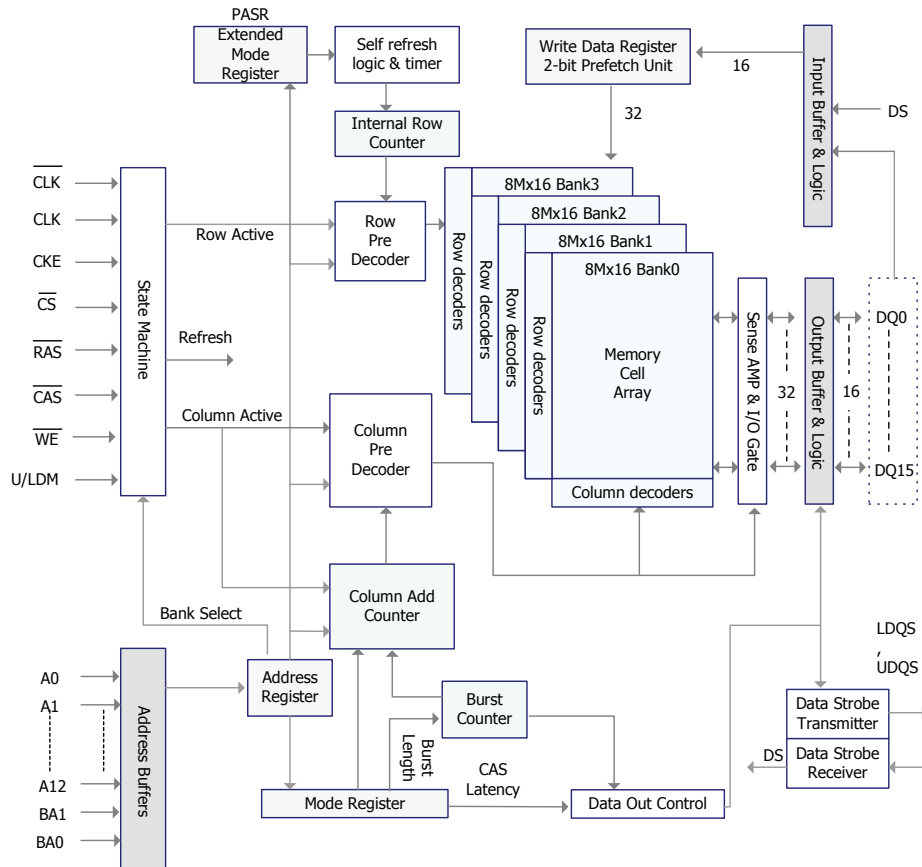 PASR
Extended
Mode
Register
Self refresh
logic & timer
Internal Row
Counter
Write Data Register
2-bit Prefetch Unit
16
32
Input Buffer & Logic
DS
CLK
CLK
CKE
CS
RAS
CAS
WE
U/LDM
State Machine
Row Active
Refresh
Column Active
Row
Pre
Decoder
Column
Pre
Decoder
Row decoders
Row decoders
Row decoders
Row decoders
8Mx16 Bank3
8Mx16 Bank2
8Mx16 Bank1
8Mx16 Bank0
Memory
Cell
Array
Column decoders
Sense AMP & I/O Gate
32
Output Buffer & Logic
16
DQ0
DQ15
Bank Select
Column Add
Counter
A0
A1
A12
BA1
BA0
Address Buffers
Address
Register
Burst
Counter
Burst
Length
CAS
Latency
Mode Register
Data Out Control
LDQS
,
UDQS
Data Strobe
Transmitter
Data Strobe
Receiver
DS